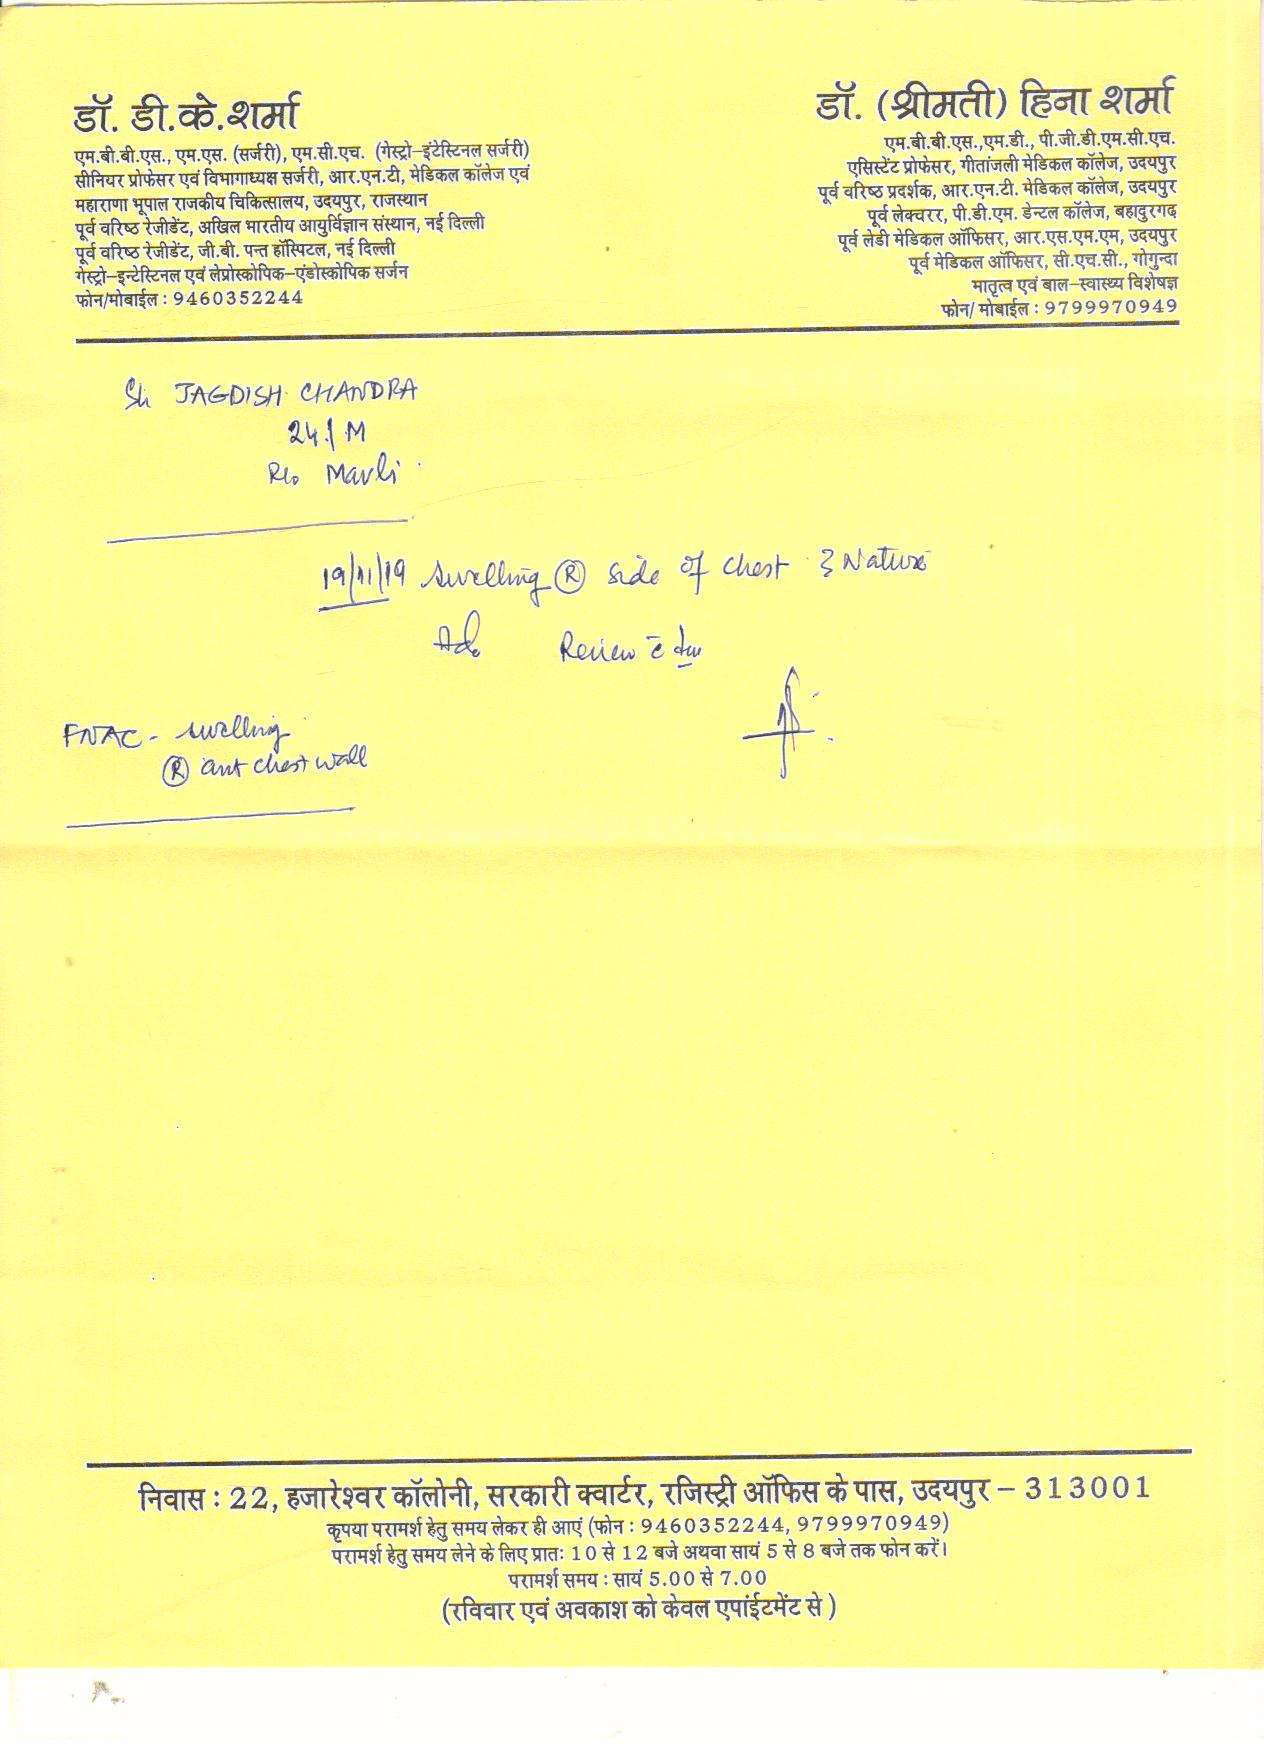 डॉ. डी.के.शर्मा
एम.बी.बी.एस., एम.एस. (सर्जरी), एम.सी.एच. (गेस्ट्रो-इंटेस्टिनल सर्जरी)
सीनियर प्रोफेसर एवं विभागाध्यक्ष सर्जरी, आर.एन.टी, मेडिकल कॉलेज एवं
महाराणा भूपाल राजकीय चिकित्सालय, उदयपुर, राजस्थान
पूर्व वरिष्ठ रेजीडेंट, अखिल भारतीय आयुर्विज्ञान संस्थान, नई दिल्ली
पूर्व वरिष्ठ रेजीडेंट, जी.बी. पन्त हॉस्पिटल, नई दिल्ली
गेस्ट्रो-इन्टेस्टिनल एवं लेप्रोस्कोपिक-एंडोस्कोपिक सर्जन
फोन/मोबाईल : 9460352244
डॉ. (श्रीमती) हिना शर्मा
एम.बी.बी.एस.,एम.डी., पी.जी.डी.एम.सी.एच.
एसिस्टेंट प्रोफेसर, गीतांजली मेडिकल कॉलेज, उदयपुर
पूर्व वरिष्ठ प्रदर्शक, आर.एन.टी. मेडिकल कॉलेज, उदयपुर
पूर्व लेक्चरर, पी.डी.एम. डेन्टल कॉलेज, बहादुरगढ़
पूर्व लेडी मेडिकल ऑफिसर, आर.एस.एम.एम, उदयपुर
पूर्व मेडिकल ऑफिसर, सी.एच.सी., गोगुन्दा
मातृत्व एवं बाल-स्वास्थ्य विशेषज्ञ
फोन/ मोबाईल : 9799970949
Sh JAGDISH CHANDRA
24/M
R/o Mavli
19/11/19 swelling Ⓡ side of chest ? Nature
Adv Review c̄
FNAC - swelling
Ⓡ ant chest wall
निवास : 22, हजारेश्वर कॉलोनी, सरकारी क्वार्टर, रजिस्ट्री ऑफिस के पास, उदयपुर – 313001
कृपया परामर्श हेतु समय लेकर ही आएं (फोन : 9460352244, 9799970949)
परामर्श हेतु समय लेने के लिए प्रातः 10 से 12 बजे अथवा सायं 5 से 8 बजे तक फोन करें।
परामर्श समय : सायं 5.00 से 7.00
(रविवार एवं अवकाश को केवल एपांईटमेंट से )